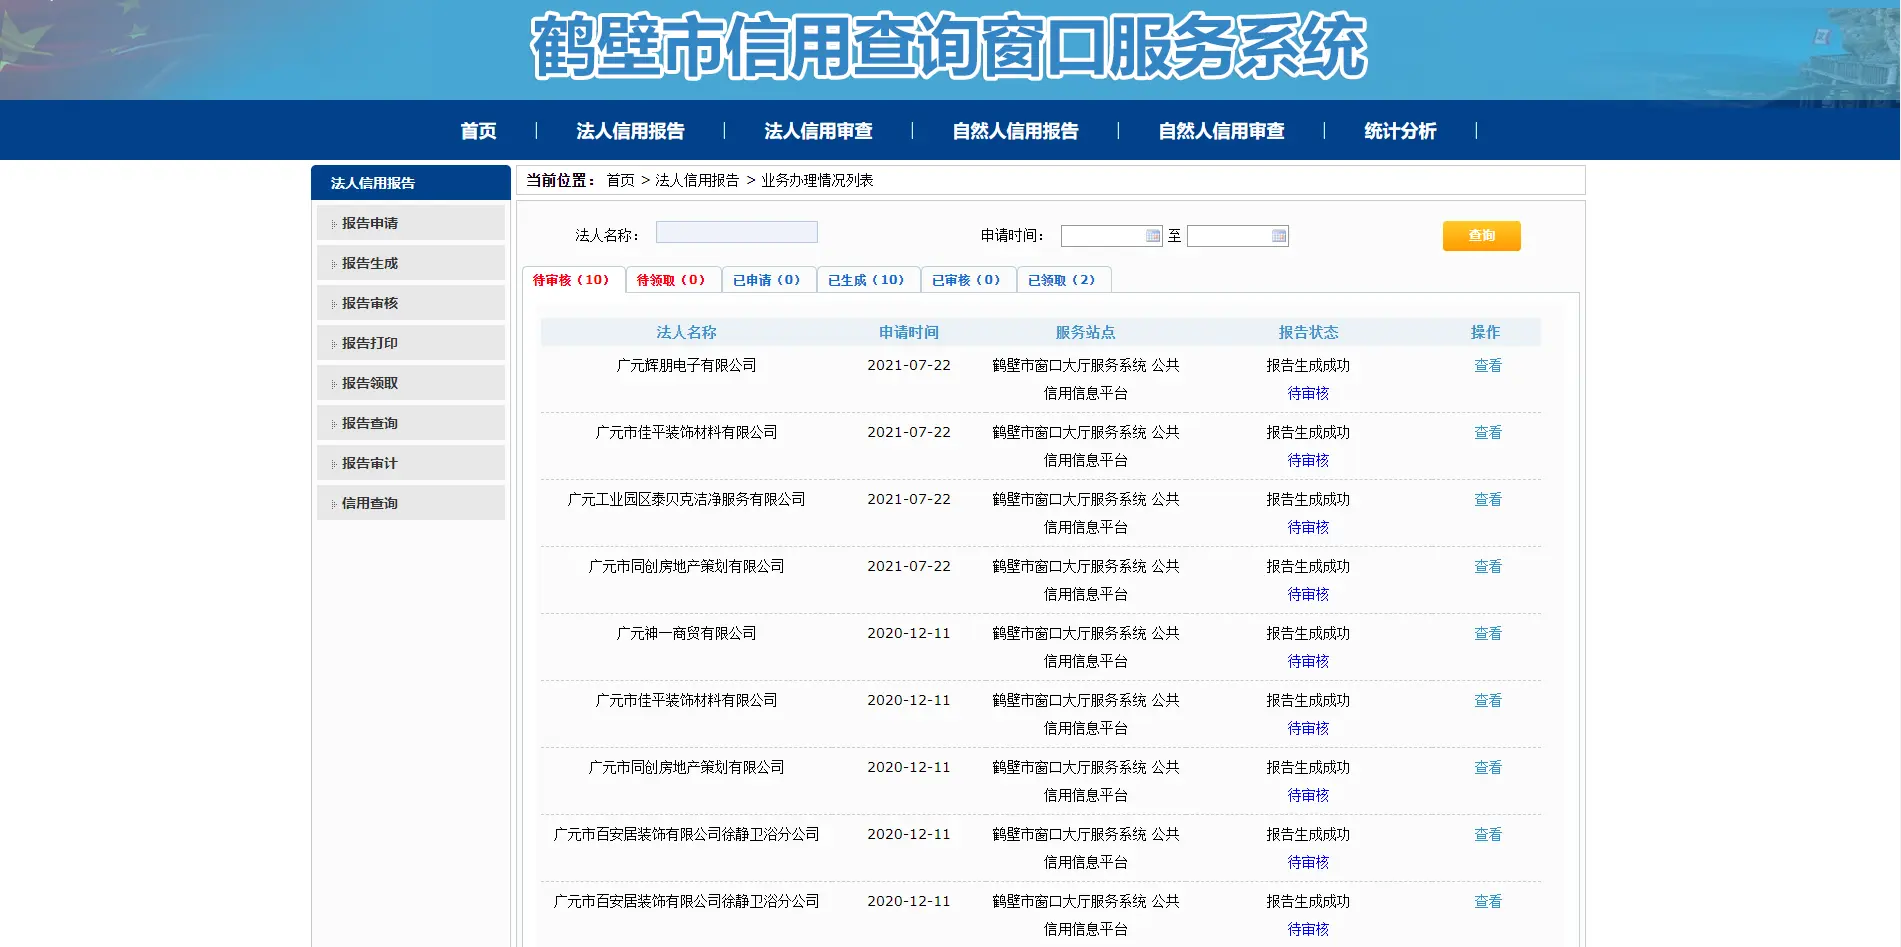 鹤壁市信用查询窗口服务系统
首页 | 法人信用报告 | 法人信用审查 | 自然人信用报告 | 自然人信用审查 | 统计分析 |
法人信用报告
报告申请
报告生成
报告审核
报告打印
报告领取
报告查询
报告审计
信用查询
当前位置： 首页 > 法人信用报告 > 业务办理情况列表
法人名称： 申请时间： 至 查询
待审核（10） 待领取（0） 已申请（0） 已生成（10） 已审核（0） 已领取（2）
法人名称 申请时间 服务站点 报告状态 操作
广元辉朋电子有限公司 2021-07-22 鹤壁市窗口大厅服务系统 公共 报告生成成功 查看
信用信息平台 待审核
广元市佳平装饰材料有限公司 2021-07-22 鹤壁市窗口大厅服务系统 公共 报告生成成功 查看
信用信息平台 待审核
广元工业园区泰贝克洁净服务有限公司 2021-07-22 鹤壁市窗口大厅服务系统 公共 报告生成成功 查看
信用信息平台 待审核
广元市同创房地产策划有限公司 2021-07-22 鹤壁市窗口大厅服务系统 公共 报告生成成功 查看
信用信息平台 待审核
广元神一商贸有限公司 2020-12-11 鹤壁市窗口大厅服务系统 公共 报告生成成功 查看
信用信息平台 待审核
广元市佳平装饰材料有限公司 2020-12-11 鹤壁市窗口大厅服务系统 公共 报告生成成功 查看
信用信息平台 待审核
广元市同创房地产策划有限公司 2020-12-11 鹤壁市窗口大厅服务系统 公共 报告生成成功 查看
信用信息平台 待审核
广元市百安居装饰有限公司徐静卫浴分公司 2020-12-11 鹤壁市窗口大厅服务系统 公共 报告生成成功 查看
信用信息平台 待审核
广元市百安居装饰有限公司徐静卫浴分公司 2020-12-11 鹤壁市窗口大厅服务系统 公共 报告生成成功 查看
信用信息平台 待审核